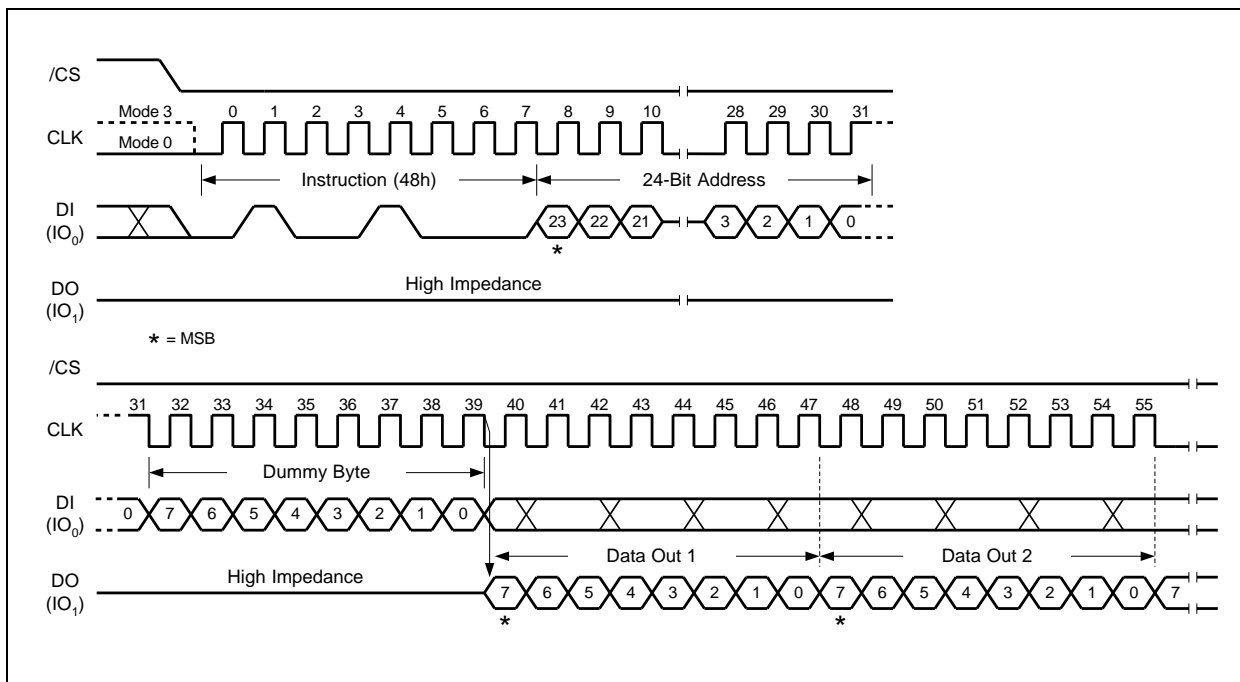 /CS
Mode 3 0 1 2 3 4 5 6 7 8 9 10 28 29 30 31
CLK Mode 0
Instruction (48h) 24-Bit Address
DI
(IO0) 23 22 21 3 2 1 0
*
DO High Impedance
(IO1)
* = MSB
/CS
31 32 33 34 35 36 37 38 39 40 41 42 43 44 45 46 47 48 49 50 51 52 53 54 55
CLK
Dummy Byte
DI
(IO0) 0 7 6 5 4 3 2 1 0
Data Out 1 Data Out 2
DO High Impedance
(IO1) 7 6 5 4 3 2 1 0 7 6 5 4 3 2 1 0 7
* *